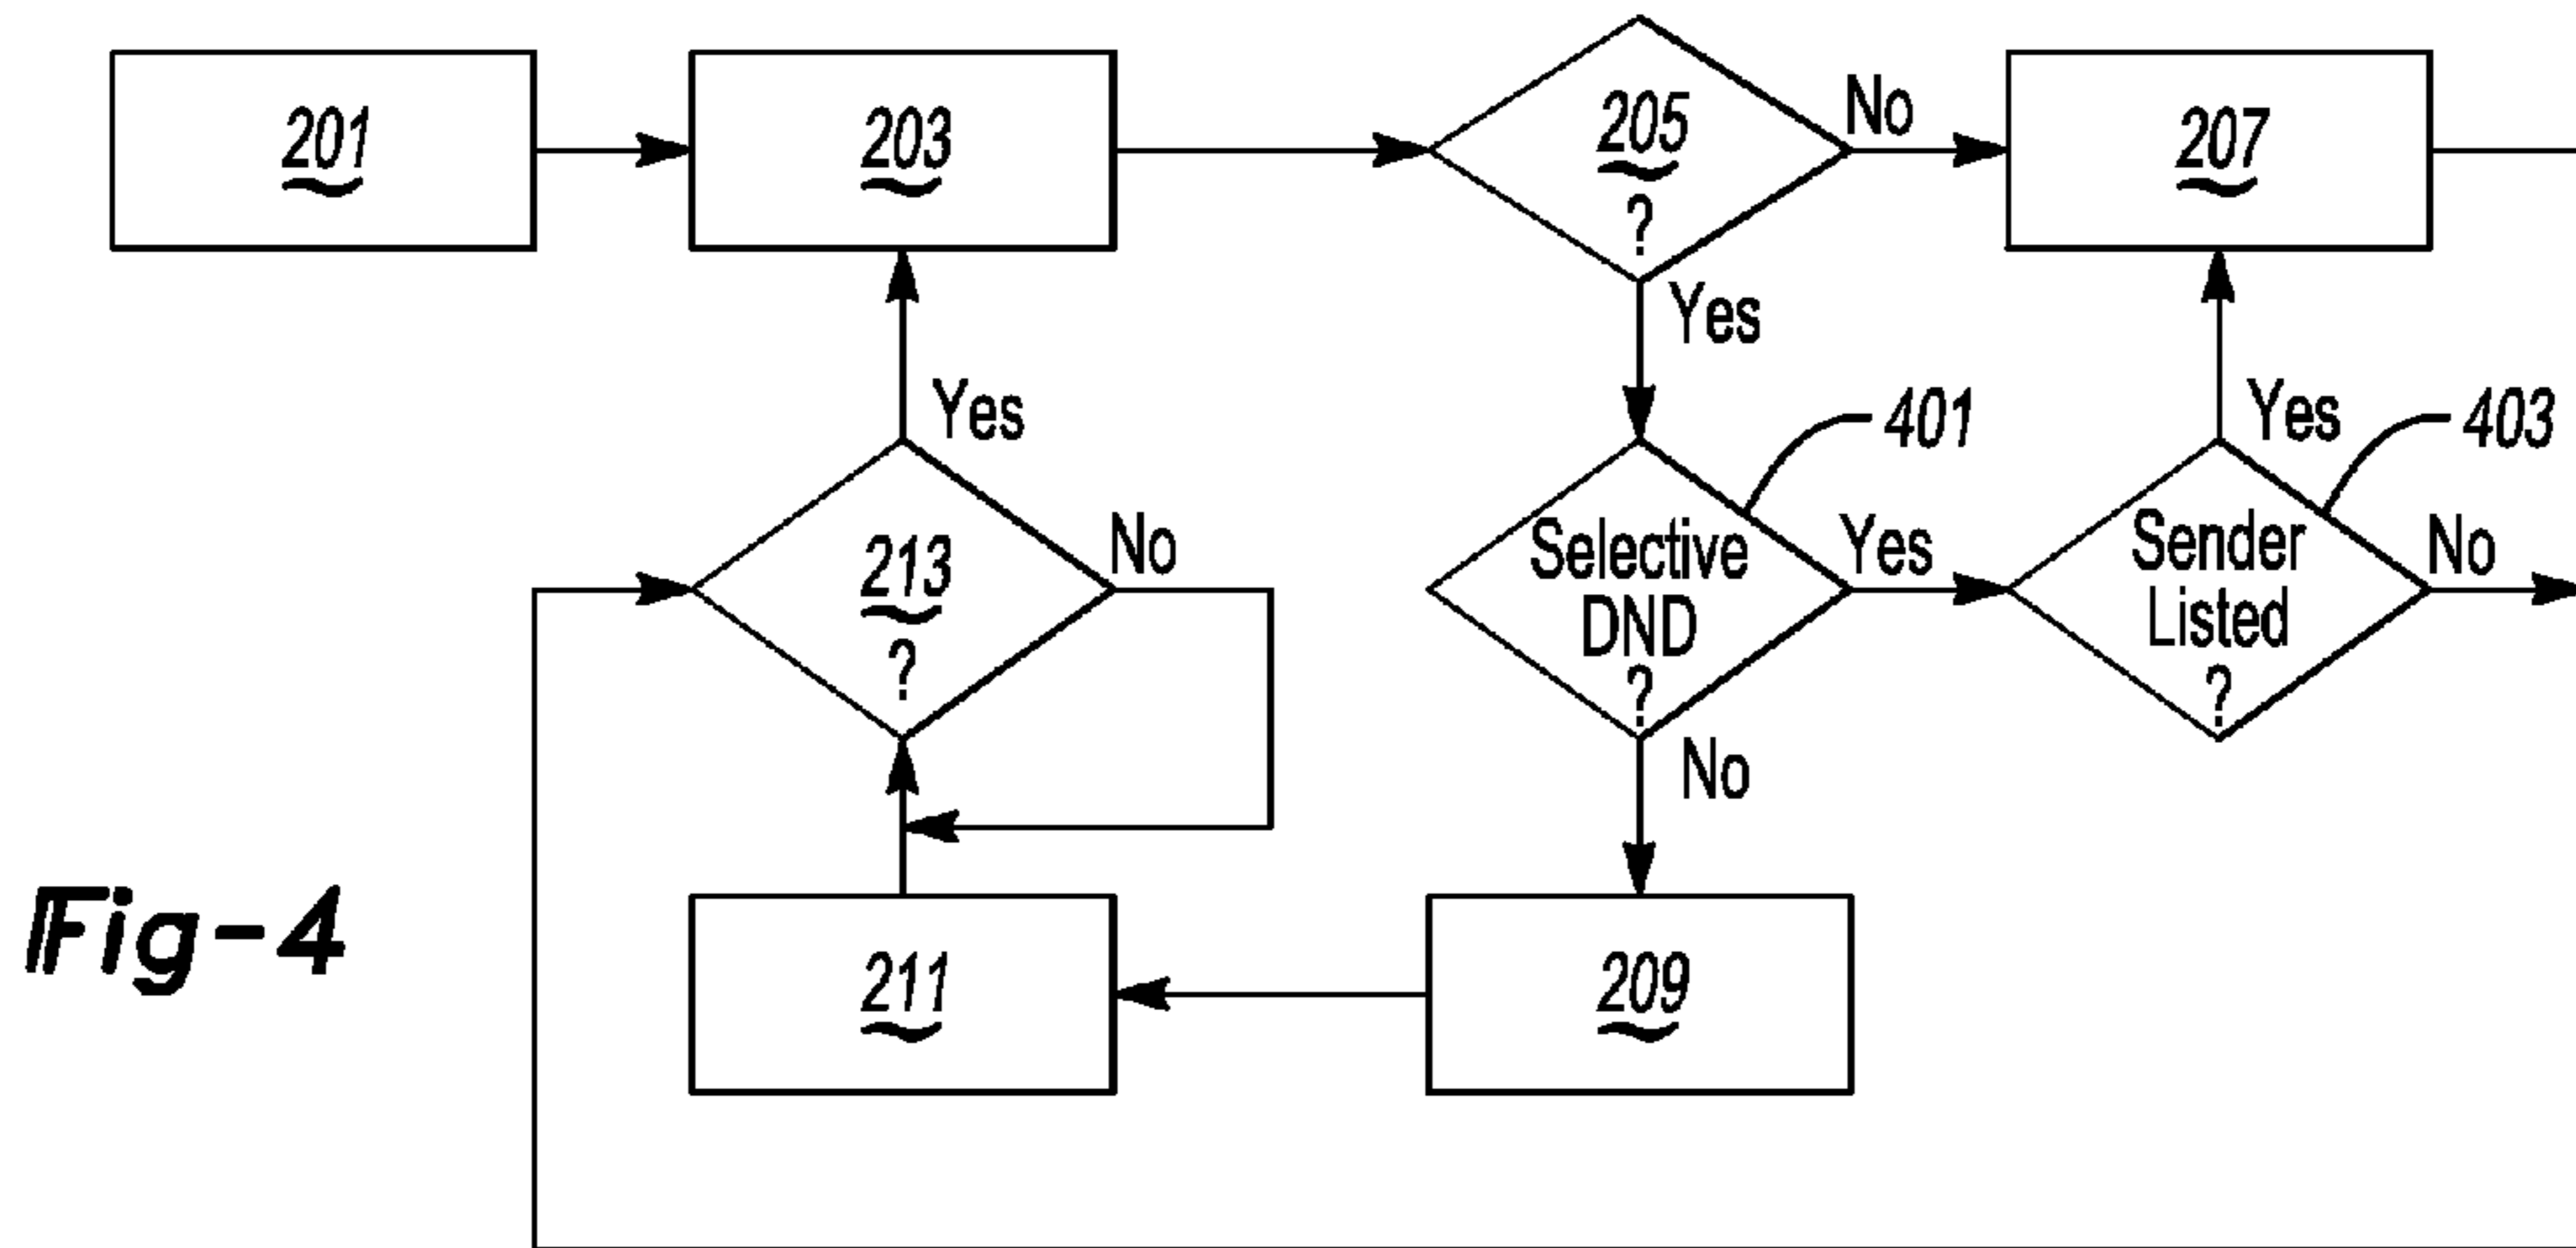 201
203
205
?
No
207
Yes
Yes
401
Yes
403
213
?
No
Selective
DND
?
Yes
Sender
Listed
?
No
No
Fig-4
211
209